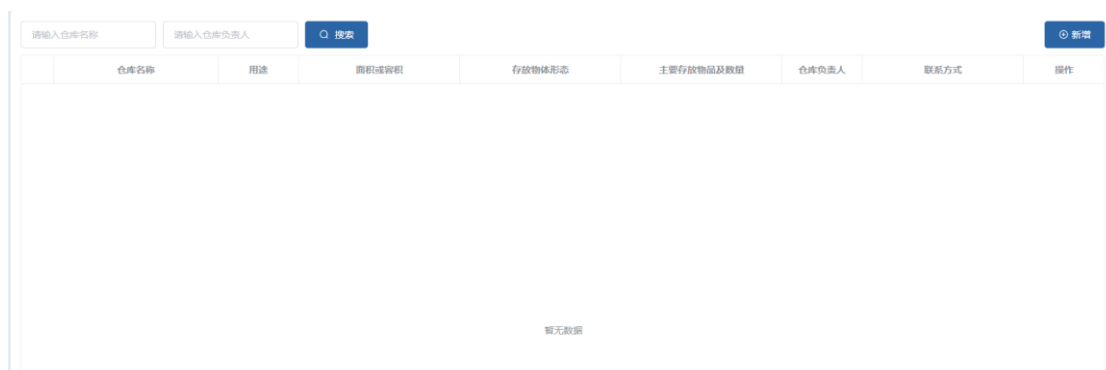 请输入仓库名称 请输入仓库负责人 搜索 新增
仓库名称 用途 面积或容积 存放物体形态 主要存放物品及数量 仓库负责人 联系方式 操作
暂无数据